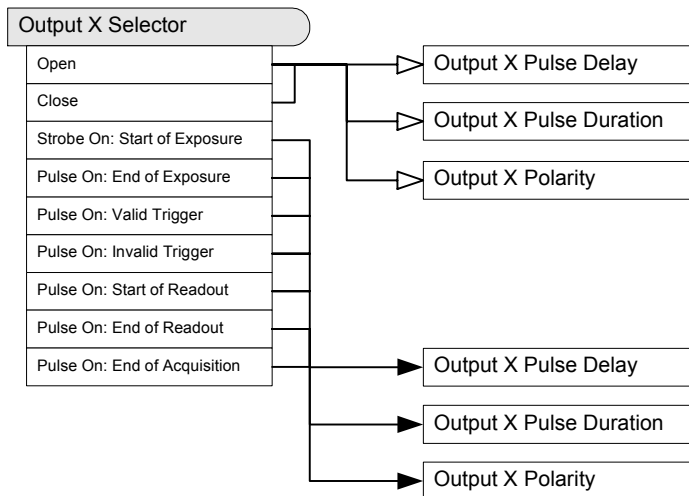 Output X Selector
Open
Close
Strobe On: Start of Exposure
Pulse On: End of Exposure
Pulse On: Valid Trigger
Pulse On: Invalid Trigger
Pulse On: Start of Readout
Pulse On: End of Readout
Pulse On: End of Acquisition
Output X Pulse Delay
Output X Pulse Duration
Output X Polarity
Output X Pulse Delay
Output X Pulse Duration
Output X Polarity